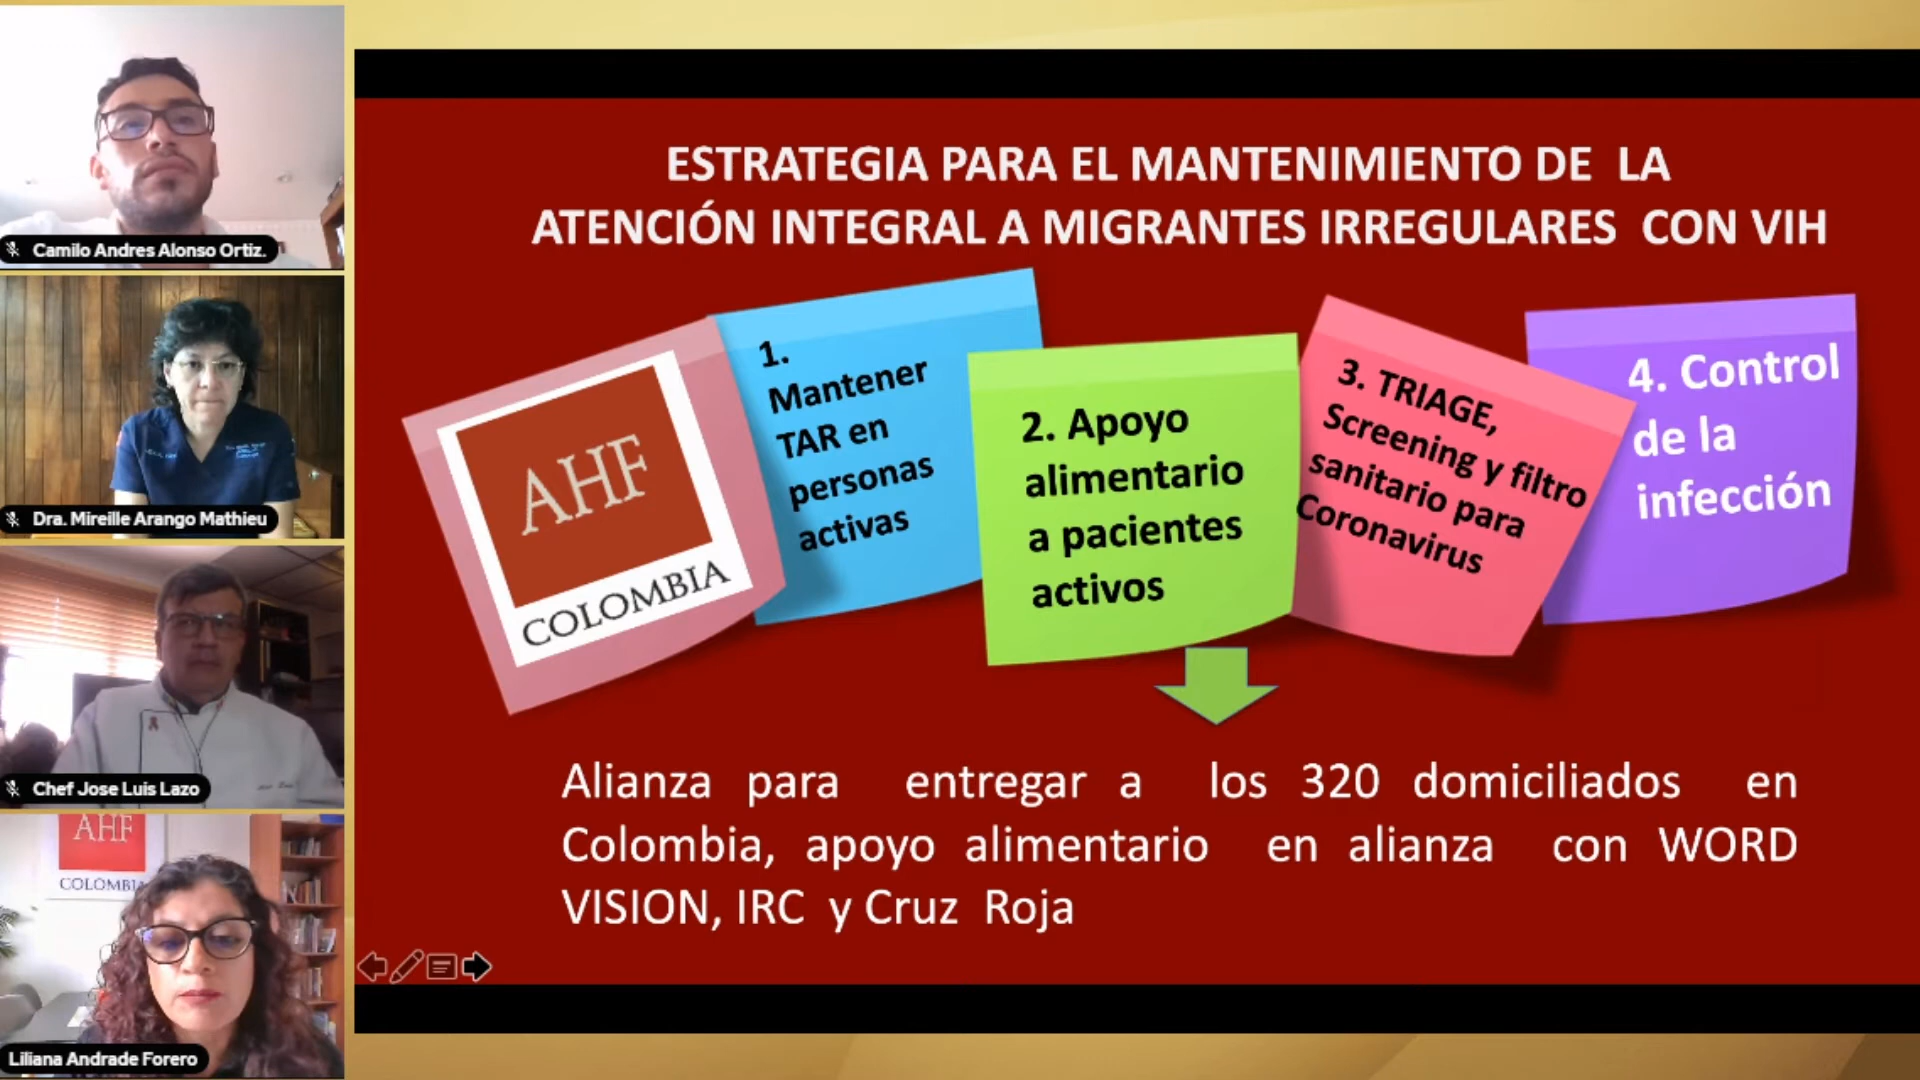 Camilo Andres Alonso Ortiz.
Dra. Mireille Arango Mathieu
Chef Jose Luis Lazo
AHF
COLOMBIA
Liliana Andrade Forero
ESTRATEGIA PARA EL MANTENIMIENTO DE LA
ATENCIÓN INTEGRAL A MIGRANTES IRREGULARES CON VIH
AHF
COLOMBIA
1.
Mantener
TAR en
personas
activas
2. Apoyo
alimentario
a pacientes
activos
3. TRIAGE,
Screening y filtro
sanitario para
Coronavirus
4. Control
de la
infección
Alianza para entregar a los 320 domiciliados en
Colombia, apoyo alimentario en alianza con WORD
VISION, IRC y Cruz Roja